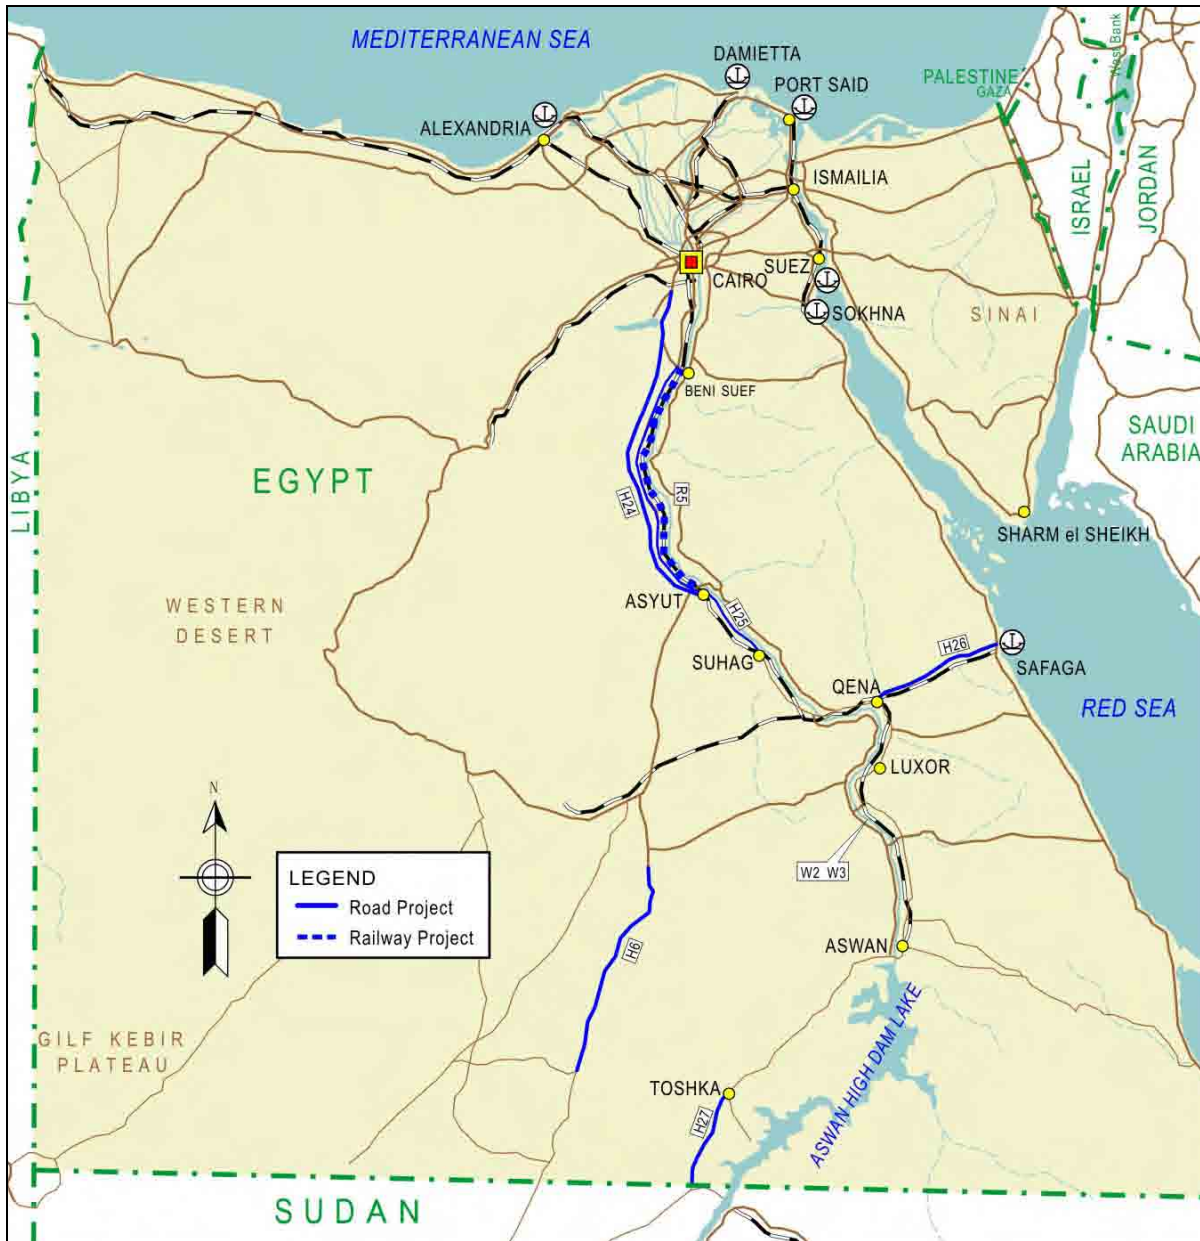 MEDITERRANEAN SEA
DAMIETTA
PORT SAID
ALEXANDRIA
PALESTINE
GAZA
West Bank
ISRAEL
JORDAN
ISMAILIA
SUEZ
CAIRO
SOKHNA
SINAI
BENI SUEF
SAUDI
ARABIA
LIBYA
EGYPT
H24
R5
SHARM el SHEIKH
WESTERN
DESERT
ASYUT
H25
SUHAG
H26
SAFAGA
QENA
RED SEA
LUXOR
N
W2 W3
LEGEND
Road Project
Railway Project
H6
ASWAN
GILF KEBIR
PLATEAU
ASWAN HIGH DAM LAKE
TOSHKA
H27
SUDAN